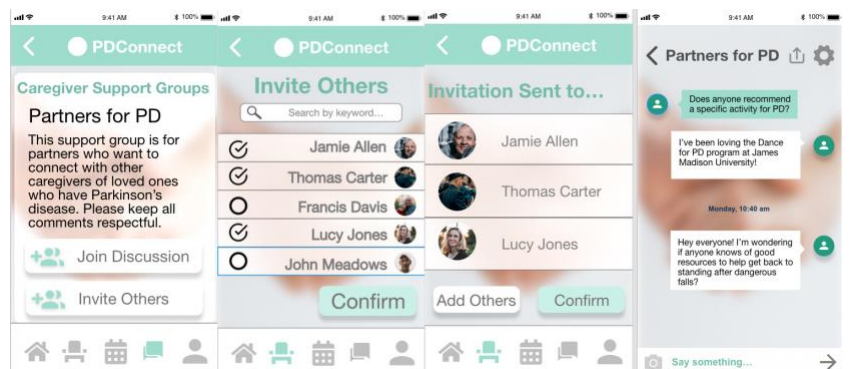 9:41 AM
100%
PDConnect
Caregiver Support Groups
Partners for PD
This support group is for
partners who want to
connect with other
caregivers of loved ones
who have Parkinson's
disease. Please keep all
comments respectful.
Join Discussion
Invite Others
9:41 AM
100%
PDConnect
Invite Others
Search by keyword...
Jamie Allen
Thomas Carter
Francis Davis
Lucy Jones
John Meadows
Confirm
9:41 AM
100%
PDConnect
Invitation Sent to...
Jamie Allen
Thomas Carter
Lucy Jones
Add Others
Confirm
9:41 AM
100%
Partners for PD
Does anyone recommend
a specific activity for PD?
I've been loving the Dance
for PD program at James
Madison University!
Monday, 10:40 am
Hey everyone! I'm wondering
if anyone knows of good
resources to help get back to
standing after dangerous
falls?
Say something...